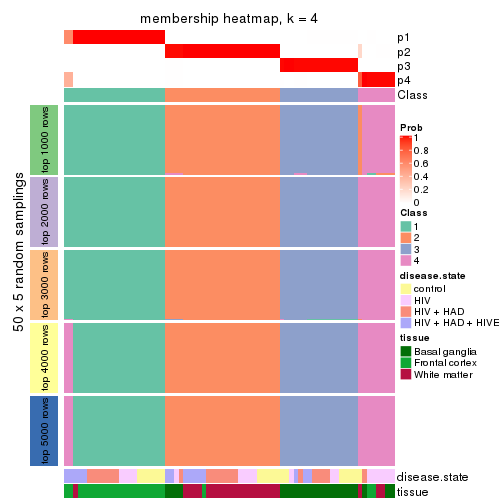 membership heatmap, k = 4
p1
p2
p3
p4
Class
50 x 5 random samplings
top 1000 rows
top 2000 rows
top 3000 rows
top 4000 rows
top 5000 rows
disease.state
tissue
Prob
1
0.8
0.6
0.4
0.2
0
Class
1
2
3
4
disease.state
control
HIV
HIV + HAD
HIV + HAD + HIVE
tissue
Basal ganglia
Frontal cortex
White matter